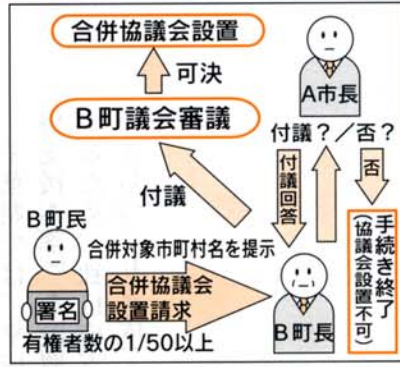 合併協議会設置
可決
A市長
B町議会審議
付議？／否？
付議
付議回答
否
手続き終了
(協議会設置不可)
B町民
合併対象市町村名を提示
合併協議会
設置請求
署名
B町長
有権者数の1/50以上